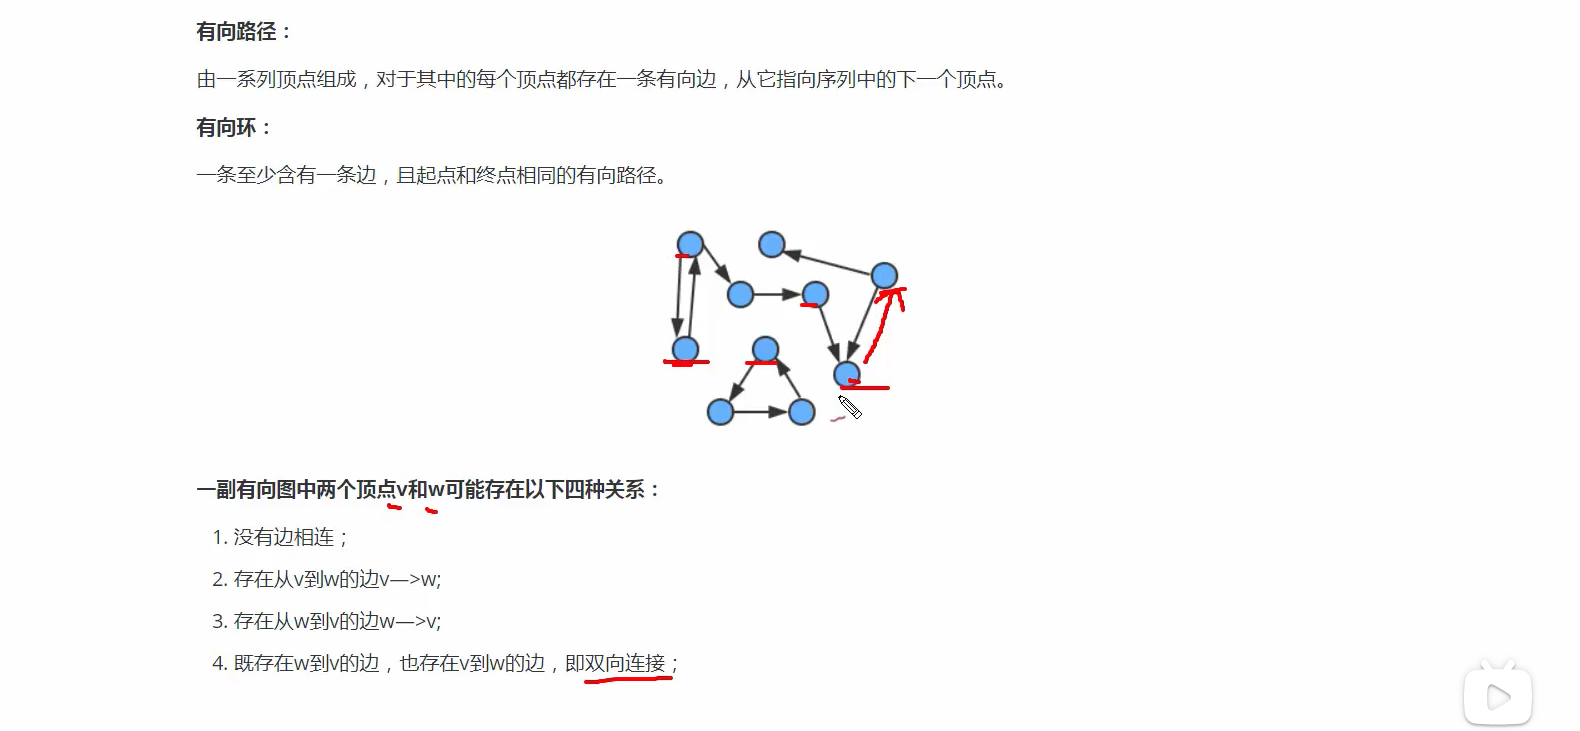 有向路径：
由一系列顶点组成，对于其中的每个顶点都存在一条有向边，从它指向序列中的下一个顶点。
有向环：
一条至少含有一条边，且起点和终点相同的有向路径。
一副有向图中两个顶点v和w可能存在以下四种关系：
1. 没有边相连；
2. 存在从v到w的边v—>w;
3. 存在从w到v的边w—>v;
4. 既存在w到v的边，也存在v到w的边，即双向连接；